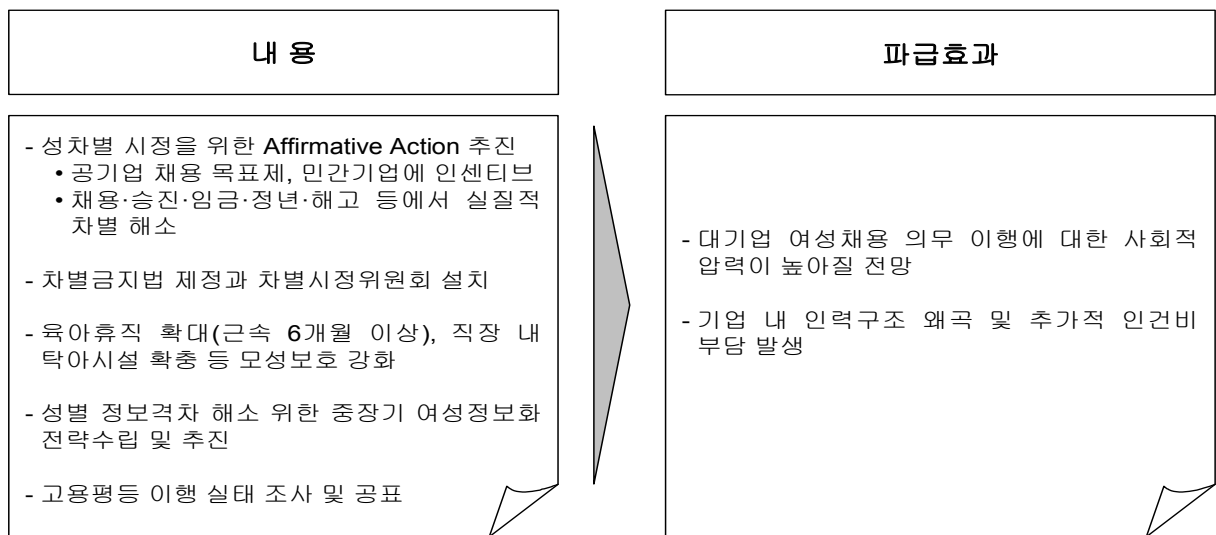 내 용
- 성차별 시정을 위한 Affirmative Action 추진
• 공기업 채용 목표제, 민간기업에 인센티브
• 채용·승진·임금·정년·해고 등에서 실질적
차별 해소
- 차별금지법 제정과 차별시정위원회 설치
- 육아휴직 확대(근속 6개월 이상), 직장 내
탁아시설 확충 등 모성보호 강화
- 성별 정보격차 해소 위한 중장기 여성정보화
전략수립 및 추진
- 고용평등 이행 실태 조사 및 공표
파급효과
- 대기업 여성채용 의무 이행에 대한 사회적
압력이 높아질 전망
- 기업 내 인력구조 왜곡 및 추가적 인건비
부담 발생